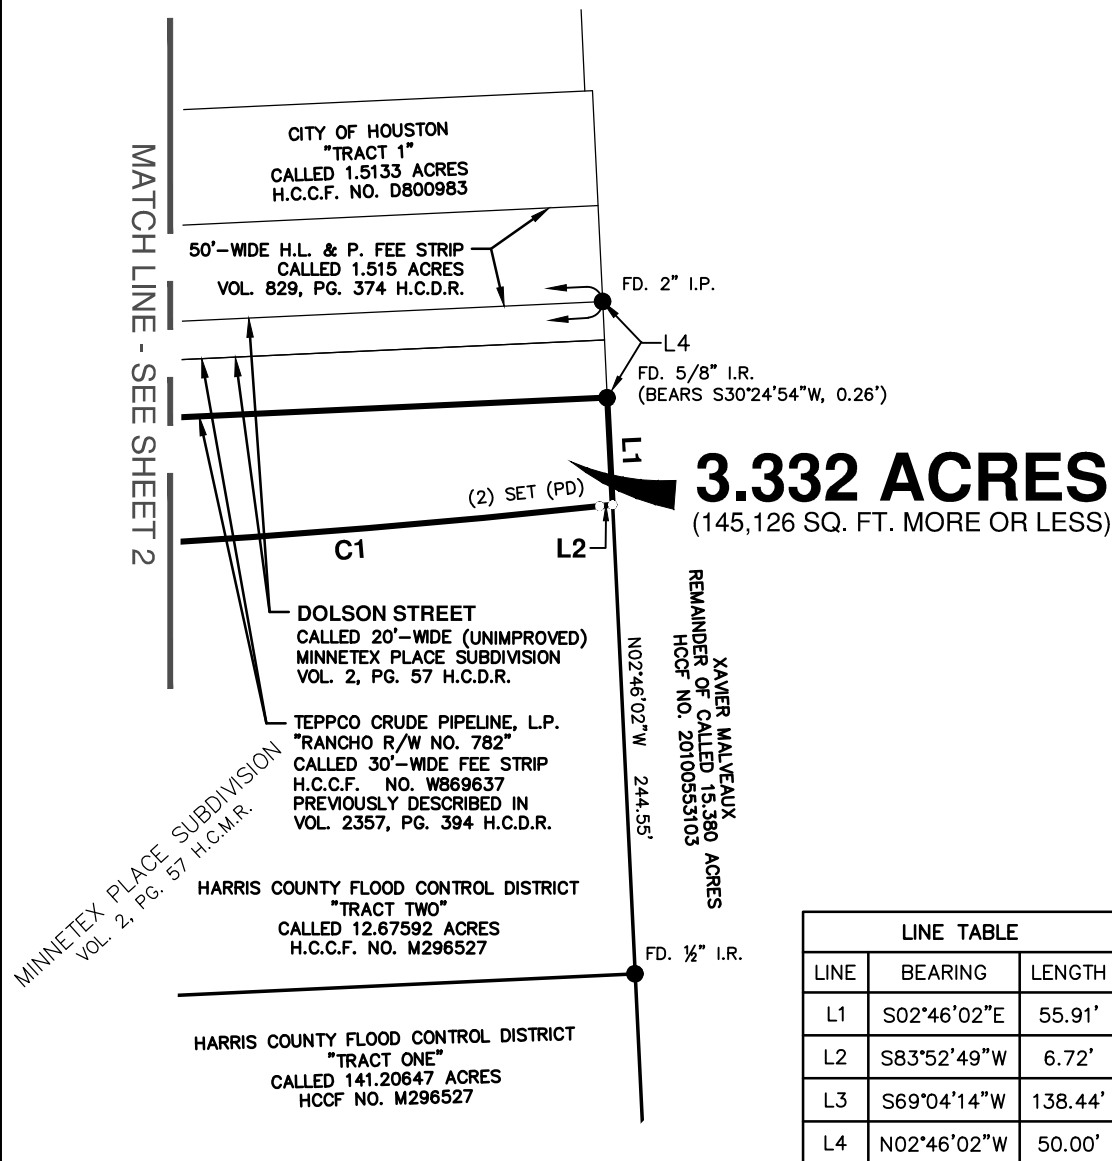 CITY OF HOUSTON
"TRACT 1"
CALLED 1.5133 ACRES
H.C.C.F. NO. D800983
MATCH LINE - SEE SHEET 2
50'-WIDE H.L. & P. FEE STRIP
CALLED 1.515 ACRES
VOL. 829, PG. 374 H.C.D.R.
FD. 2" I.P.
L4
FD. 5/8" I.R.
(BEARS S30°24'54"W, 0.26')
L1
3.332 ACRES
(145,126 SQ. FT. MORE OR LESS)
(2) SET (PD)
C1
L2
DOLSON STREET
CALLED 20'-WIDE (UNIMPROVED)
MINNETEX PLACE SUBDIVISION
VOL. 2, PG. 57 H.C.D.R.
TEPPCO CRUDE PIPELINE, L.P.
"RANCHO R/W NO. 782"
CALLED 30'-WIDE FEE STRIP
H.C.C.F. NO. W869637
PREVIOUSLY DESCRIBED IN
VOL. 2357, PG. 394 H.C.D.R.
N02°46'02"W 244.55'
XAVIER MALVEAUX
REMAINDER OF CALLED 15.380 ACRES
HCCF NO. 20100553103
MINNETEX PLACE SUBDIVISION
VOL. 2, PG. 57 H.C.M.R.
HARRIS COUNTY FLOOD CONTROL DISTRICT
"TRACT TWO"
CALLED 12.67592 ACRES
H.C.C.F. NO. M296527
FD. ½" I.R.
HARRIS COUNTY FLOOD CONTROL DISTRICT
"TRACT ONE"
CALLED 141.20647 ACRES
HCCF NO. M296527
LINE TABLE
LINE BEARING LENGTH
L1 S02°46'02"E 55.91'
L2 S83°52'49"W 6.72'
L3 S69°04'14"W 138.44'
L4 N02°46'02"W 50.00'